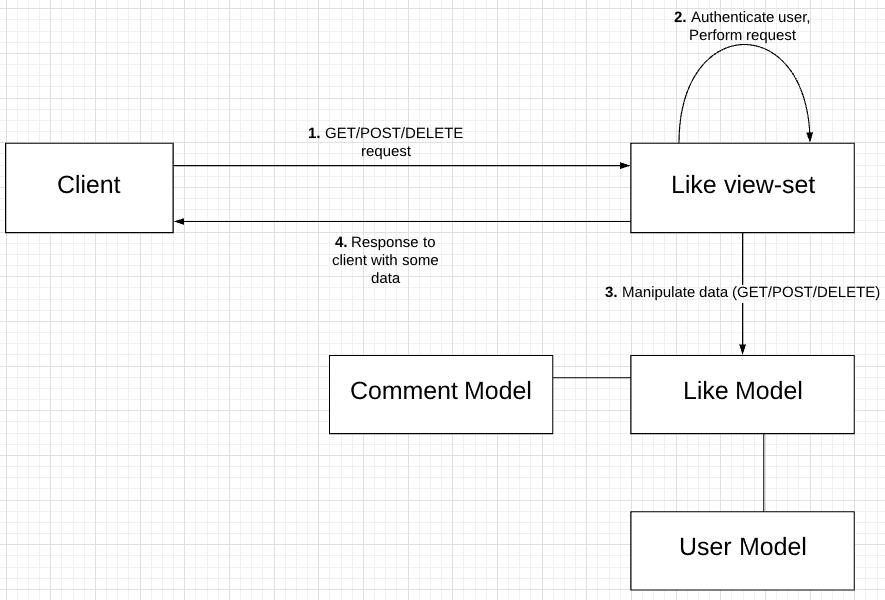 2. Authenticate user,
Perform request
1. GET/POST/DELETE
request
Client
Like view-set
4. Response to
client with some
data
3. Manipulate data (GET/POST/DELETE)
Comment Model
Like Model
User Model